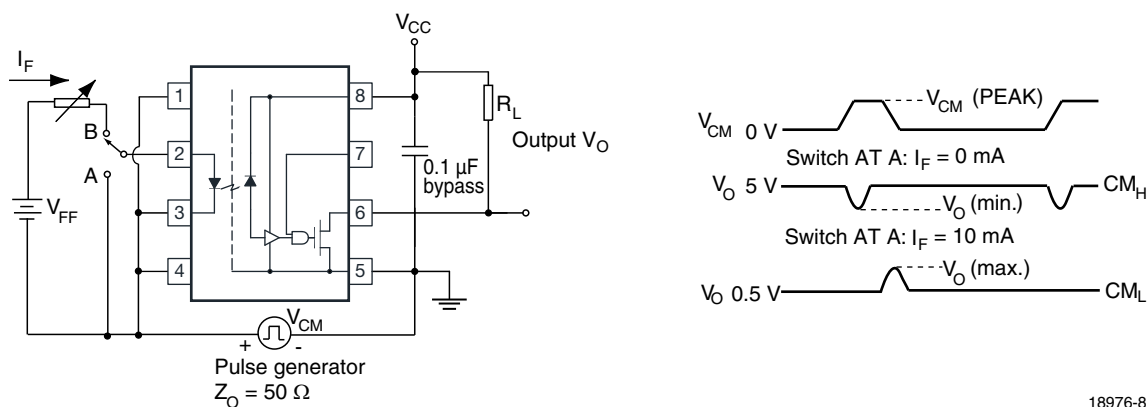 V_CC
I_F
1
8
R_L
V_CM (PEAK)
B
V_CM 0 V
Output V_O
2
7
Switch AT A: I_F = 0 mA
A
0.1 µF
bypass
V_O 5 V
CM_H
V_FF
3
6
V_O (min.)
Switch AT A: I_F = 10 mA
4
5
V_O (max.)
V_O 0.5 V
CM_L
V_CM
+
-
Pulse generator
Z_O = 50 Ω
18976-8